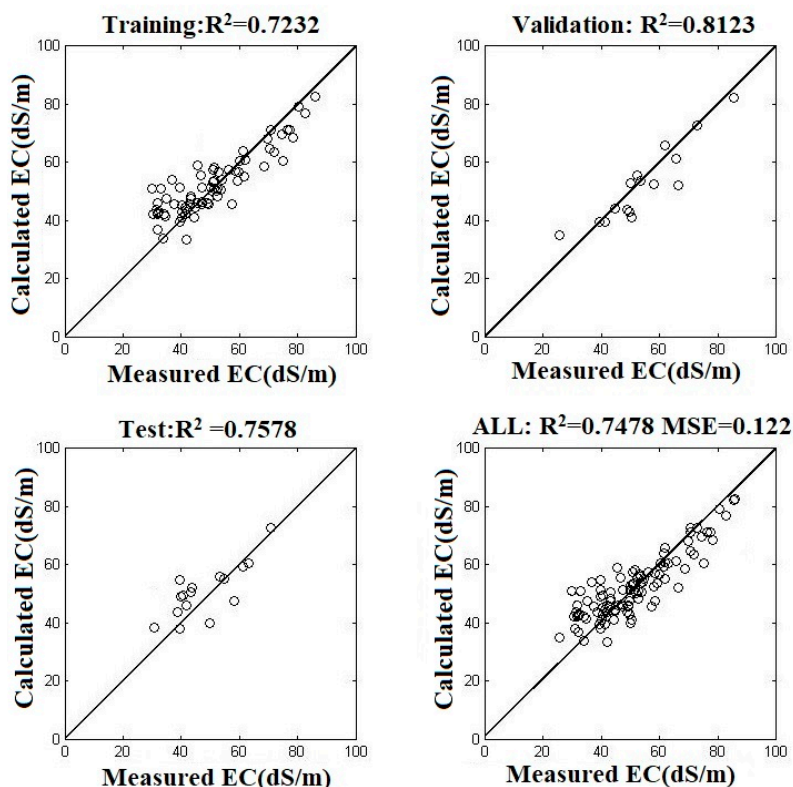 Training:R²=0.7232
100
80
60
40
20
0
0 20 40 60 80 100
Calculated EC(dS/m)
Measured EC(dS/m)
Validation: R²=0.8123
100
80
60
40
20
0
0 20 40 60 80 100
Calculated EC(dS/m)
Measured EC(dS/m)
Test:R² =0.7578
100
80
60
40
20
0
0 20 40 60 80 100
Calculated EC(dS/m)
Measured EC(dS/m)
ALL: R²=0.7478 MSE=0.122
100
80
60
40
20
0
0 20 40 60 80 100
Calculated EC(dS/m)
Measured EC(dS/m)